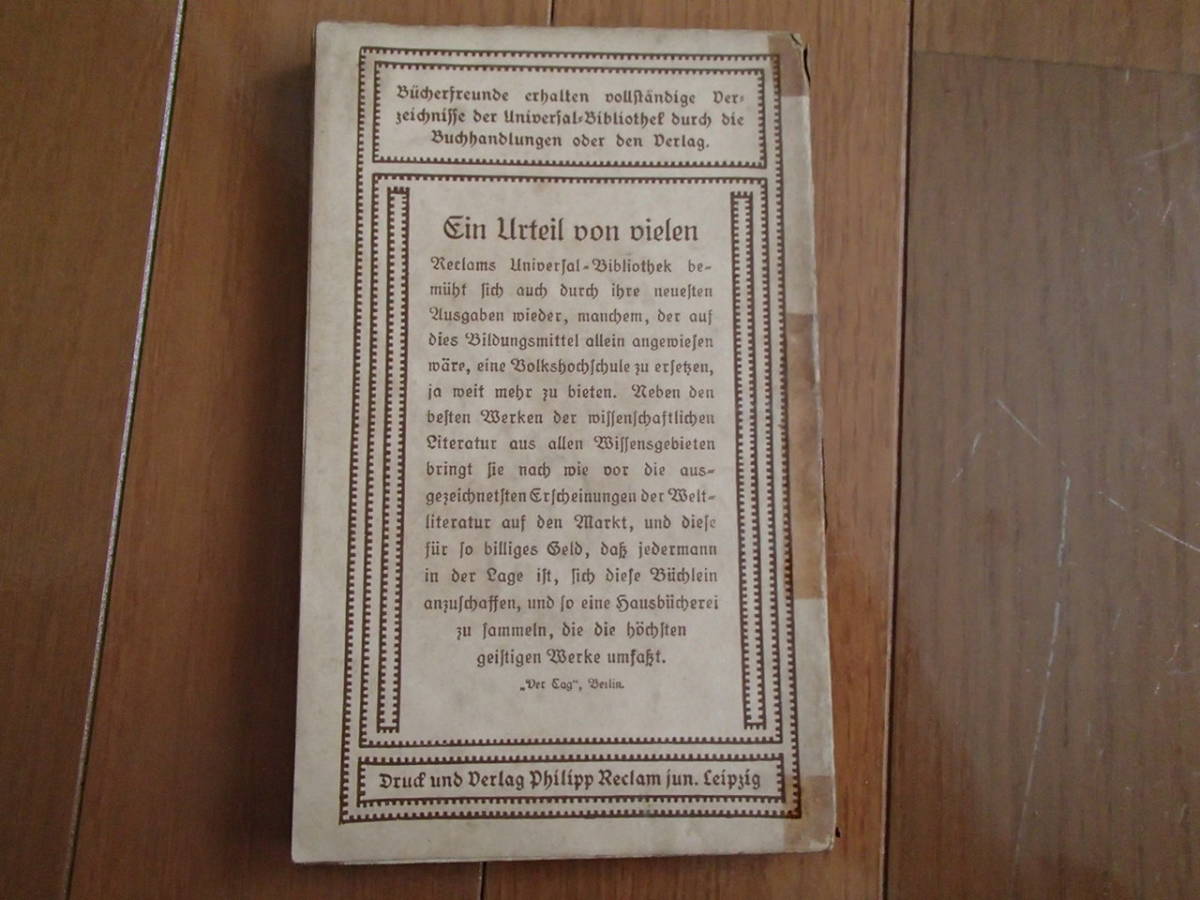 Bücherfreunde erhalten vollständige Ver-
zeichnisse der Universal-Bibliothek durch die
Buchhandlungen oder den Verlag.
Ein Urteil von vielen
Reclams Universal-Bibliothek be-
müht sich auch durch ihre neuesten
Ausgaben wieder, manchem, der auf
dies Bildungsmittel allein angewiesen
wäre, eine Volkshochschule zu ersetzen,
ja weit mehr zu bieten. Neben den
besten Werken der wissenschaftlichen
Literatur aus allen Wissensgebieten
bringt sie nach wie vor die aus-
gezeichnetsten Erscheinungen der Welt-
literatur auf den Markt, und diese
für so billiges Geld, daß jedermann
in der Lage ist, sich diese Büchlein
anzuschaffen, und so eine Hausbücherei
zu sammeln, die die höchsten
geistigen Werke umfaßt.
„Der Tag“, Berlin.
Druck und Verlag Philipp Reclam jun. Leipzig